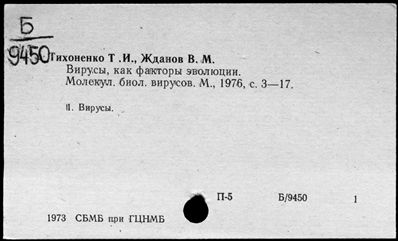 Б
9450
Тихоненко Т .И., Жданов В. М.
Вирусы, как факторы эволюции.
Молекул. биол. вирусов. М., 1976, с. 3—17.
I. Вирусы.
П-5 Б/9450 1
1973 СБМБ при ГЦНМБ